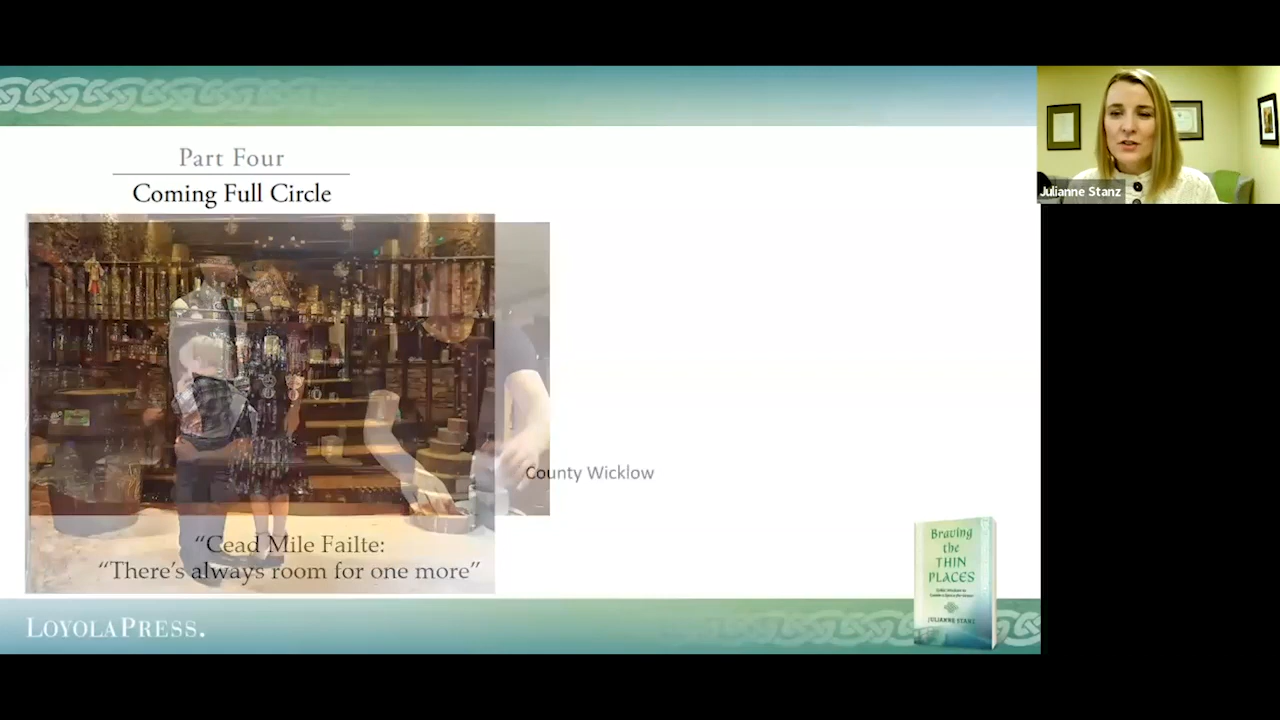 Part Four
Coming Full Circle
County Wicklow
“Cead Mile Failte:
“There’s always room for one more”
LOYOLAPRESS.
Braving
the
THIN
PLACES
JULIANNE STANZ
Julianne Stanz